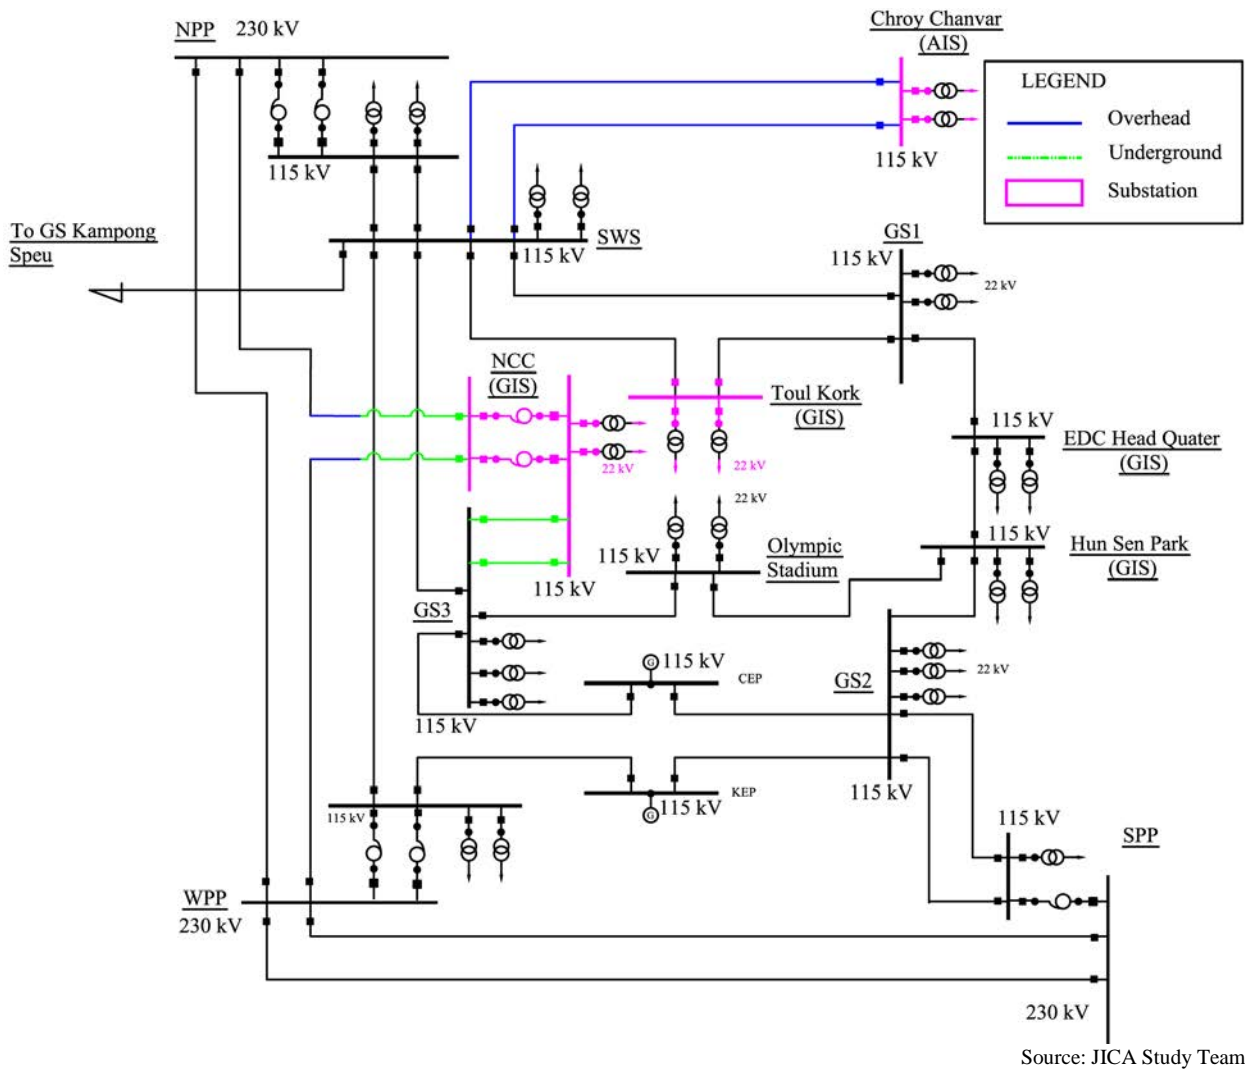 NPP 230 kV
Chroy Chanvar
(AIS)
LEGEND
Overhead
Underground
Substation
115 kV
115 kV
To GS Kampong
Speu
SWS
115 kV
GS1
115 kV
22 kV
NCC
(GIS)
Toul Kork
(GIS)
115 kV
EDC Head Quater
(GIS)
22 kV
22 kV
22 kV
22 kV
115 kV
Hun Sen Park
(GIS)
Olympic
Stadium
115 kV
115 kV
GS3
G
115 kV
CEP
GS2
22 kV
115 kV
115 kV
KEP
G
115 kV
115 kV
115 kV
SPP
WPP
230 kV
230 kV
Source: JICA Study Team